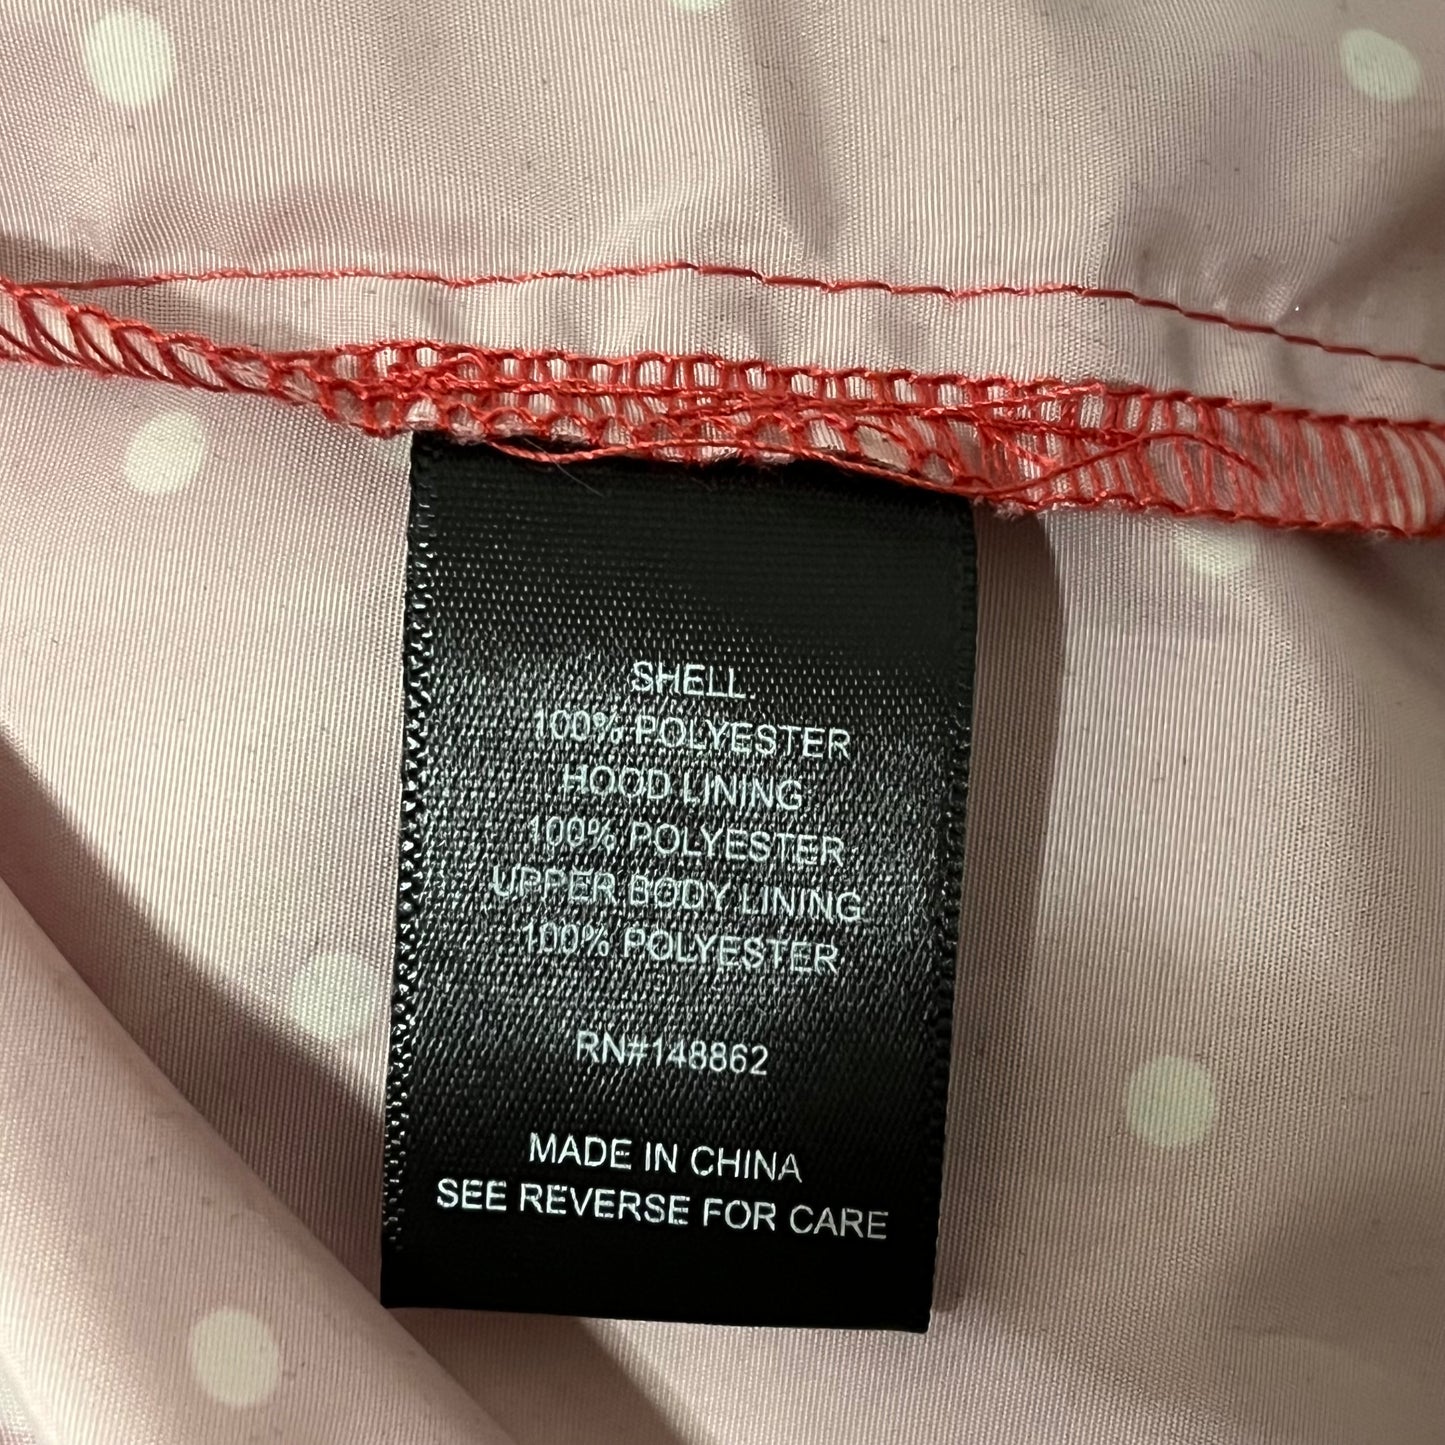 SHELL
100% POLYESTER
HOOD LINING
100% POLYESTER
UPPER BODY LINING
100% POLYESTER
RN#148862
MADE IN CHINA
SEE REVERSE FOR CARE